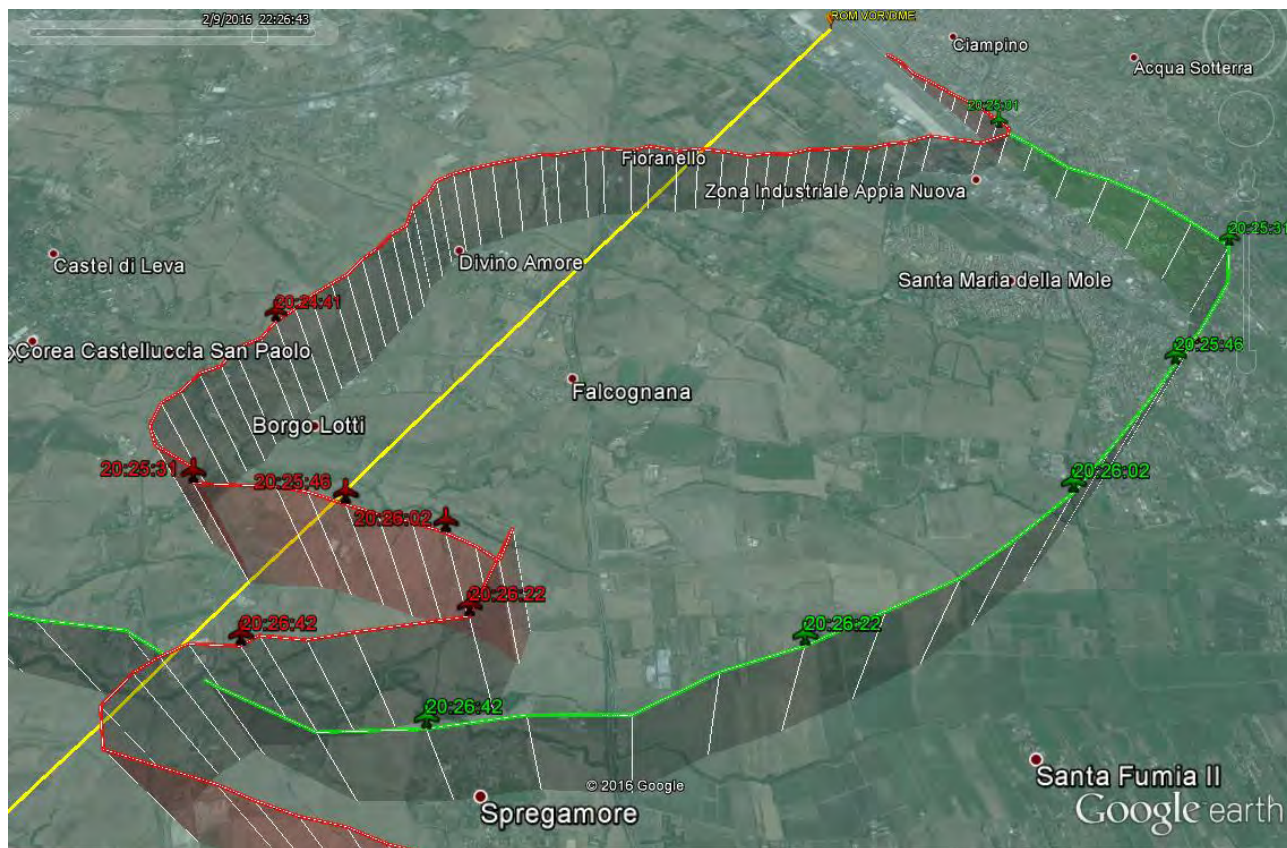 2/9/2016 22:26:43
ROM VOR/DME
Ciampino
Acqua Sotterra
20:25:31
Fioranello
Zona Industriale Appia Nuova
20:25:31
Castel di Leva
Divino Amore
Santa Maria della Mole
20:24:41
Corea Castelluccia San Paolo
20:25:46
Falcognana
Borgo Lotti
20:25:31
20:25:46
20:26:02
20:26:02
20:26:22
20:26:42
20:26:22
20:26:42
© 2016 Google
Santa Fumia II
Spregamore
Google earth